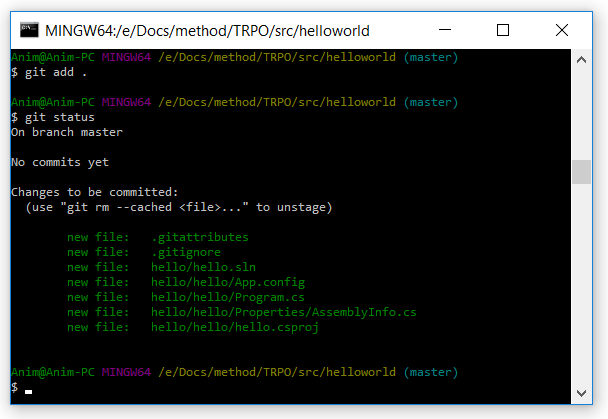 MINGW64:/e/Docs/method/TRPO/src/helloworld
Anim@Anim-PC MINGW64 /e/Docs/method/TRPO/src/helloworld (master)
$ git add .
Anim@Anim-PC MINGW64 /e/Docs/method/TRPO/src/helloworld (master)
$ git status
On branch master
No commits yet
Changes to be committed:
(use "git rm --cached <file>..." to unstage)
new file: .gitattributes
new file: .gitignore
new file: hello/hello.sln
new file: hello/hello/App.config
new file: hello/hello/Program.cs
new file: hello/hello/Properties/AssemblyInfo.cs
new file: hello/hello/hello.csproj
Anim@Anim-PC MINGW64 /e/Docs/method/TRPO/src/helloworld (master)
$